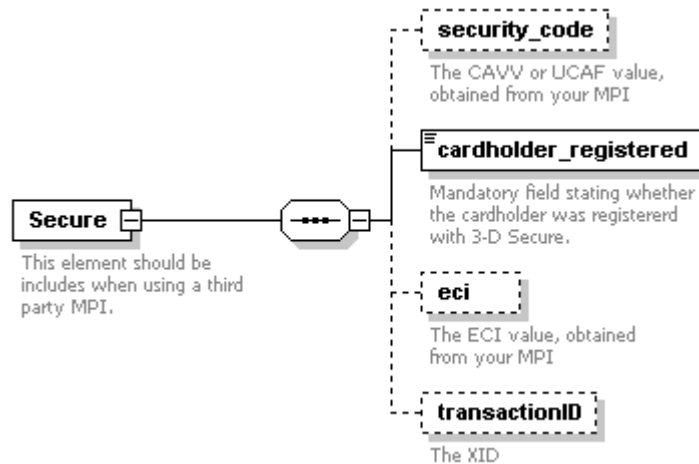 security_code
The CAVV or UCAF value,
obtained from your MPI
cardholder_registered
Mandatory field stating whether
the cardholder was registererd
with 3-D Secure.
Secure
This element should be
includes when using a third
party MPI.
eci
The ECI value, obtained
from your MPI
transactionID
The XID